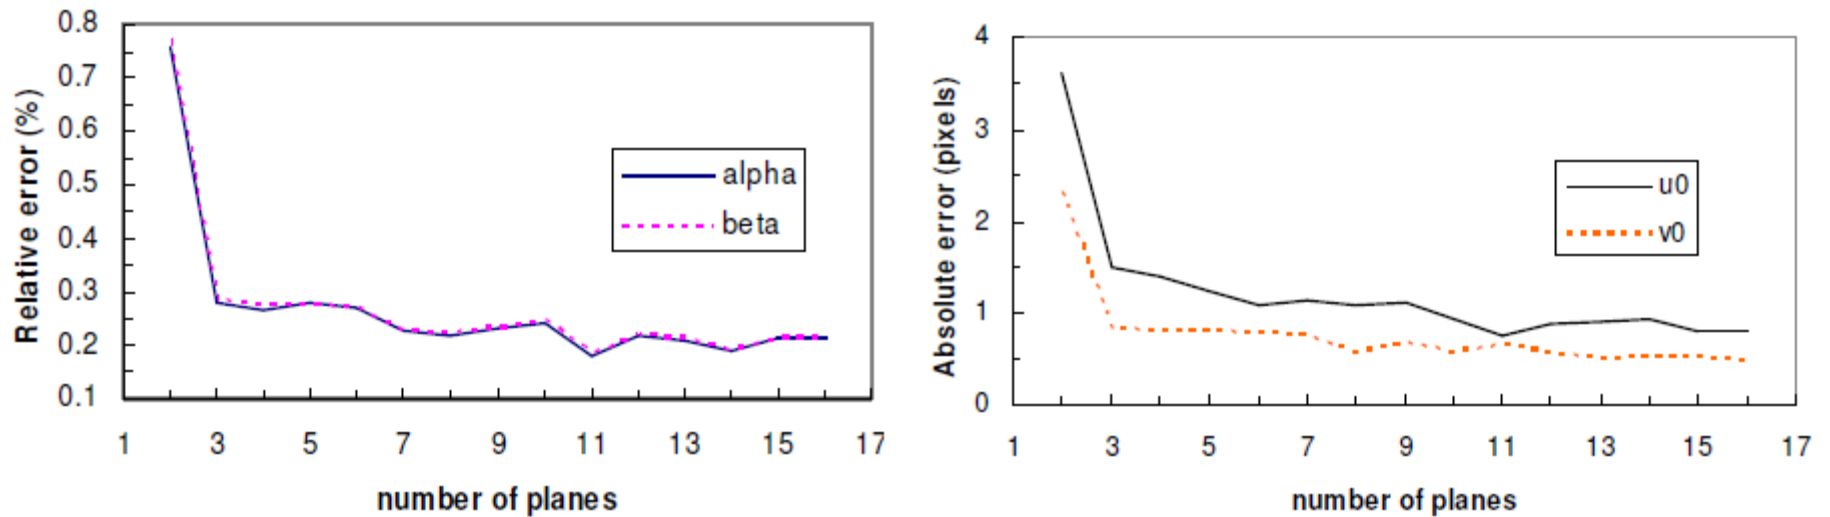 0.8
0.7
0.6
0.5
0.4
0.3
0.2
0.1
Relative error (%)
alpha
beta
1 3 5 7 9 11 13 15 17
number of planes
4
3
2
1
0
Absolute error (pixels)
u0
v0
1 3 5 7 9 11 13 15 17
number of planes